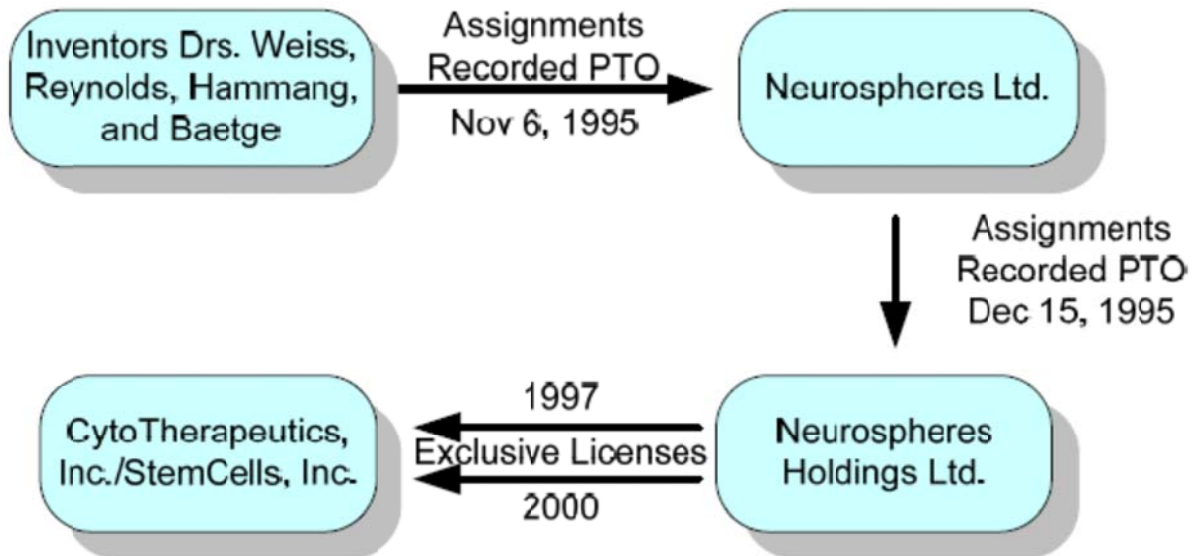 Inventors Drs. Weiss,
Reynolds, Hammang,
and Baetge
Assignments
Recorded PTO
Nov 6, 1995
Neurospheres Ltd.
Assignments
Recorded PTO
Dec 15, 1995
CytoTherapeutics,
Inc./StemCells, Inc.
1997
Exclusive Licenses
2000
Neurospheres
Holdings Ltd.